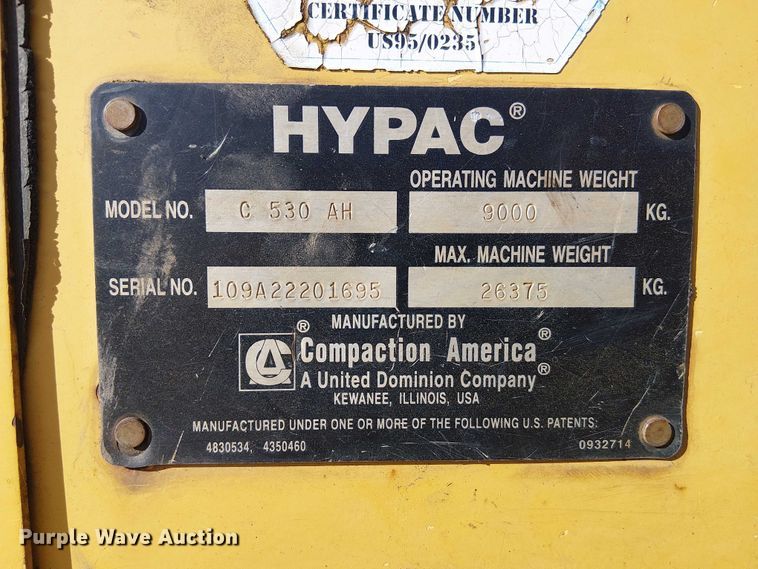 CERTIFICATE NUMBER
US95/0235
HYPAC®
OPERATING MACHINE WEIGHT
MODEL NO. C 530 AH 9000 KG.
MAX. MACHINE WEIGHT
SERIAL NO. 109A22201695 26375 KG.
MANUFACTURED BY
CA® Compaction America®
A United Dominion Company®
KEWANEE, ILLINOIS, USA
MANUFACTURED UNDER ONE OR MORE OF THE FOLLOWING U.S. PATENTS:
4830534, 4350460 0932714
Purple Wave Auction